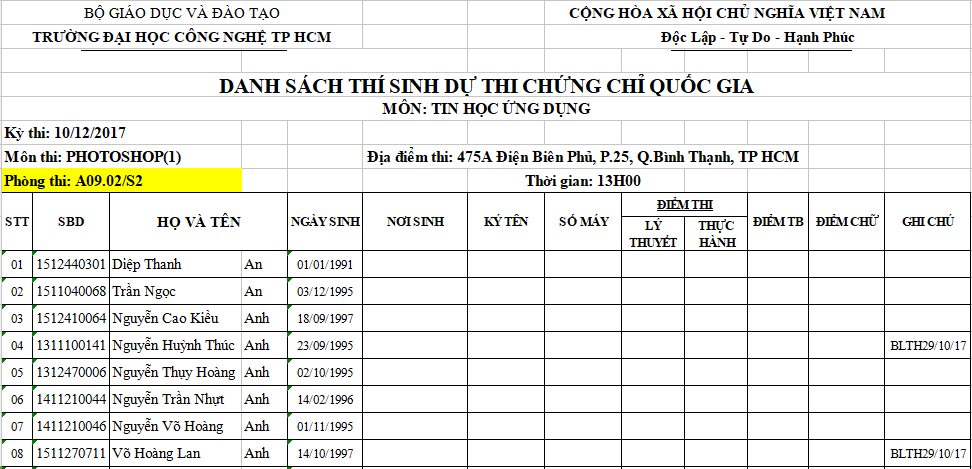 BỘ GIÁO DỤC VÀ ĐÀO TẠO CỘNG HÒA XÃ HỘI CHỦ NGHĨA VIỆT NAM
TRƯỜNG ĐẠI HỌC CÔNG NGHỆ TP HCM Độc Lập - Tự Do - Hạnh Phúc
DANH SÁCH THÍ SINH DỰ THI CHỨNG CHỈ QUỐC GIA
MÔN: TIN HỌC ỨNG DỤNG
Kỳ thi: 10/12/2017
Môn thi: PHOTOSHOP(1) Địa điểm thi: 475A Điện Biên Phủ, P.25, Q.Bình Thạnh, TP HCM
Phòng thi: A09.02/S2 Thời gian: 13H00
STT SBD HỌ VÀ TÊN NGÀY SINH NƠI SINH KÝ TÊN SỐ MÁY ĐIỂM THI LÝ THUYẾT THỰC HÀNH ĐIỂM TB ĐIỂM CHỮ GHI CHÚ
01 1512440301 Diệp Thanh An 01/01/1991
02 1511040068 Trần Ngọc An 03/12/1995
03 1512410064 Nguyễn Cao Kiều Anh 18/09/1997
04 1311100141 Nguyễn Huỳnh Thúc Anh 23/09/1995 BLTH29/10/17
05 1312470006 Nguyễn Thụy Hoàng Anh 02/10/1995
06 1411210044 Nguyễn Trần Nhựt Anh 14/02/1996
07 1411210046 Nguyễn Võ Hoàng Anh 01/11/1995
08 1511270711 Võ Hoàng Lan Anh 14/10/1997 BLTH29/10/17